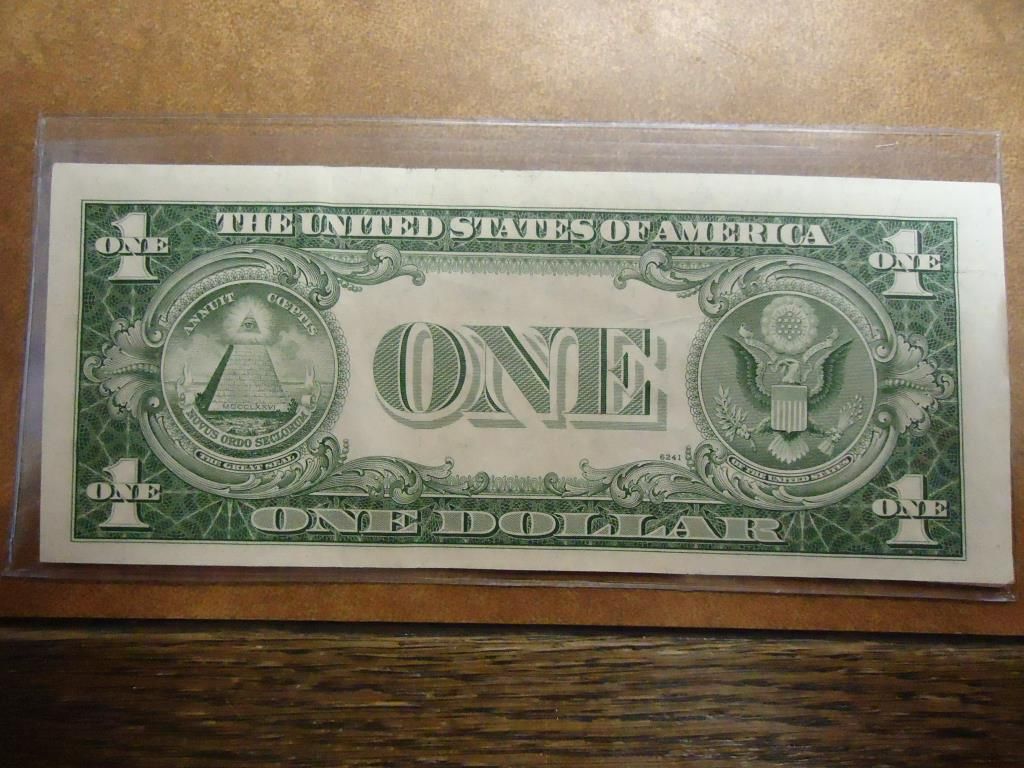 THE UNITED STATES OF AMERICA
1
ONE
1
ONE
ANNUIT CŒPTIS
MDCCLXXVI
NOVUS ORDO SECLORUM
THE GREAT SEAL
ONE
6241
OF THE UNITED STATES
1
ONE
1
ONE
ONE DOLLAR